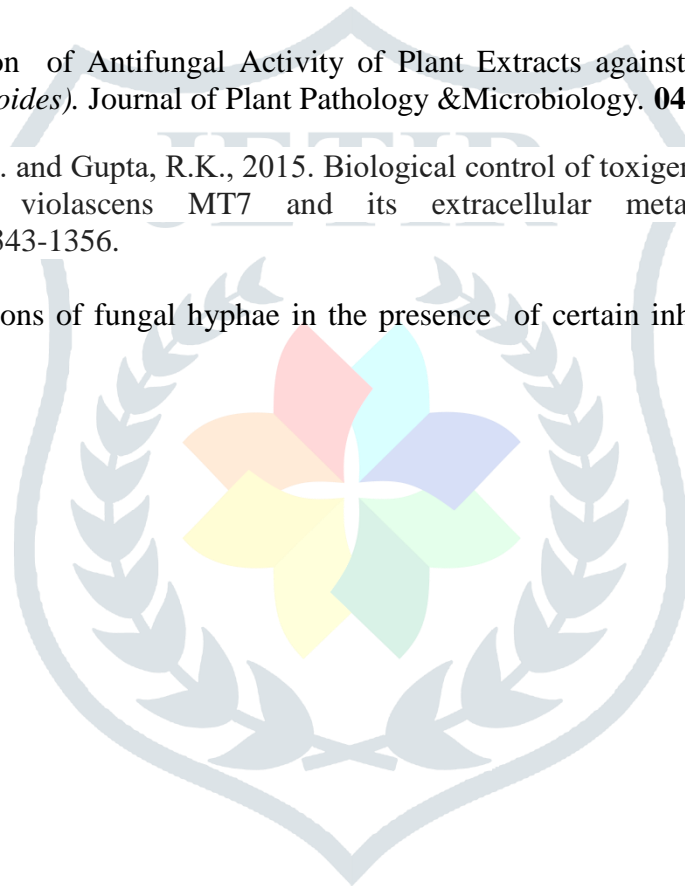 on of Antifungal Activity of Plant Extracts against
oides). Journal of Plant Pathology &Microbiology. 04
. and Gupta, R.K., 2015. Biological control of toxigen
violascens MT7 and its extracellular meta
343-1356.
ons of fungal hyphae in the presence of certain inh